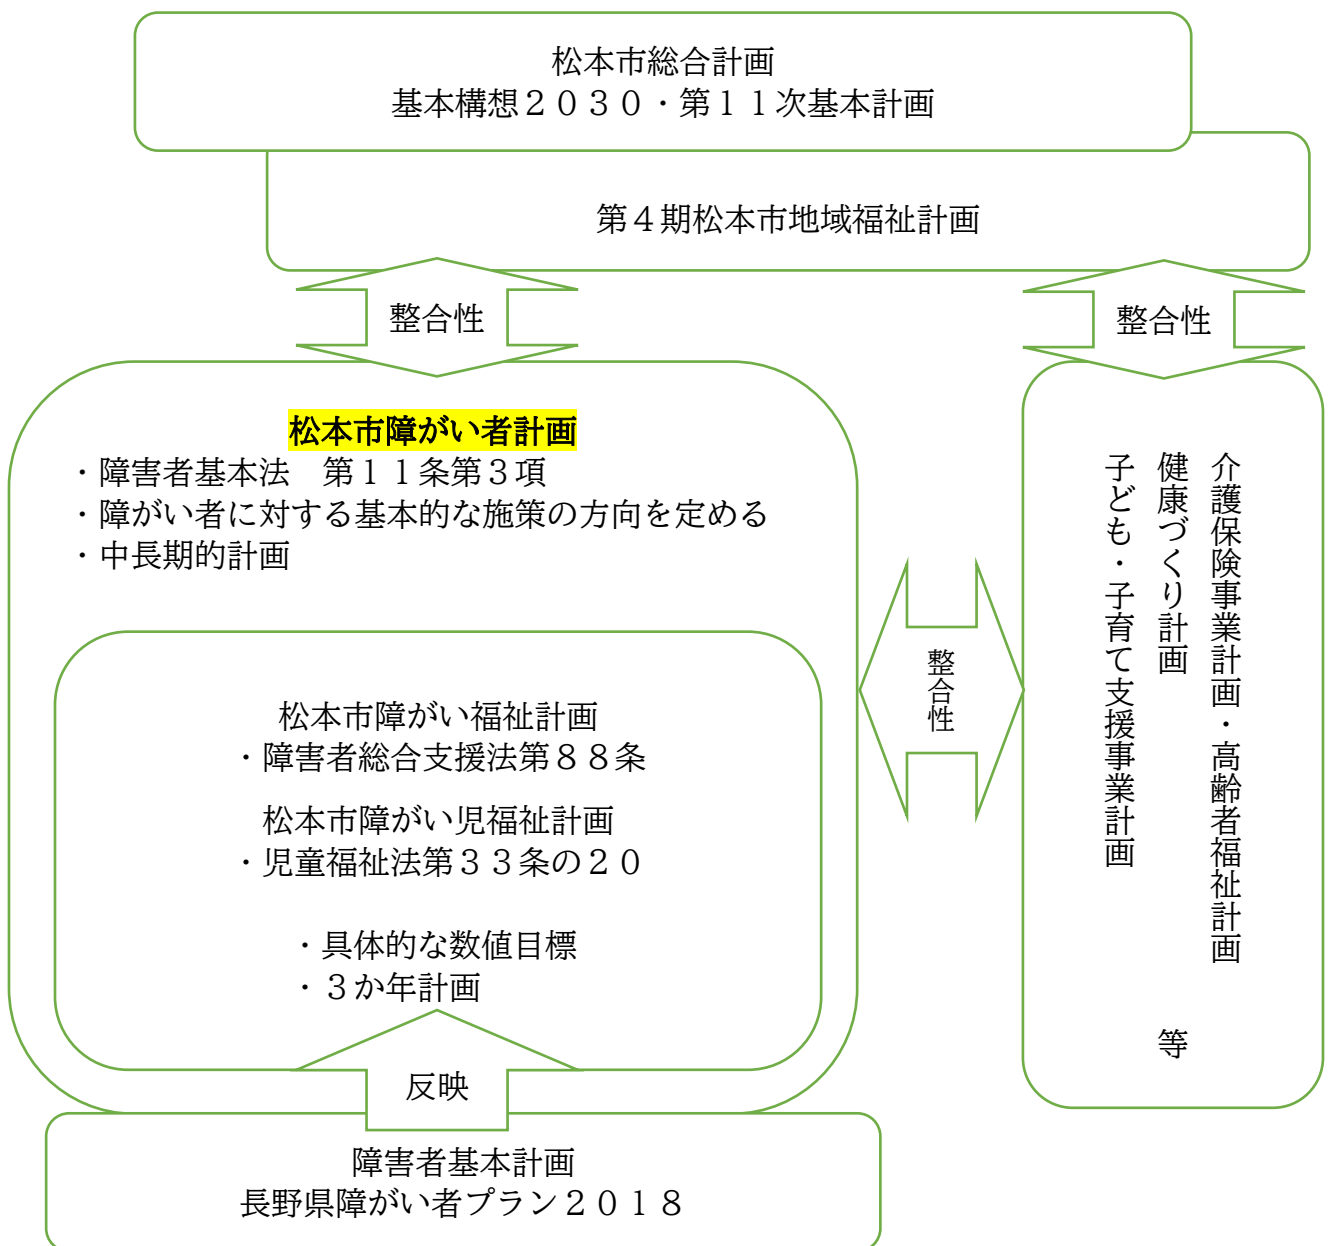 松本市総合計画
基本構想２０３０・第１１次基本計画
第４期松本市地域福祉計画
整合性
整合性
松本市障がい者計画
・障害者基本法　第１１条第３項
・障がい者に対する基本的な施策の方向を定める
・中長期的計画
松本市障がい福祉計画
・障害者総合支援法第８８条
松本市障がい児福祉計画
・児童福祉法第３３条の２０
・具体的な数値目標
・３か年計画
整合性
介護保険事業計画・高齢者福祉計画
健康づくり計画　等
子ども・子育て支援事業計画
反映
障害者基本計画
長野県障がい者プラン２０１８